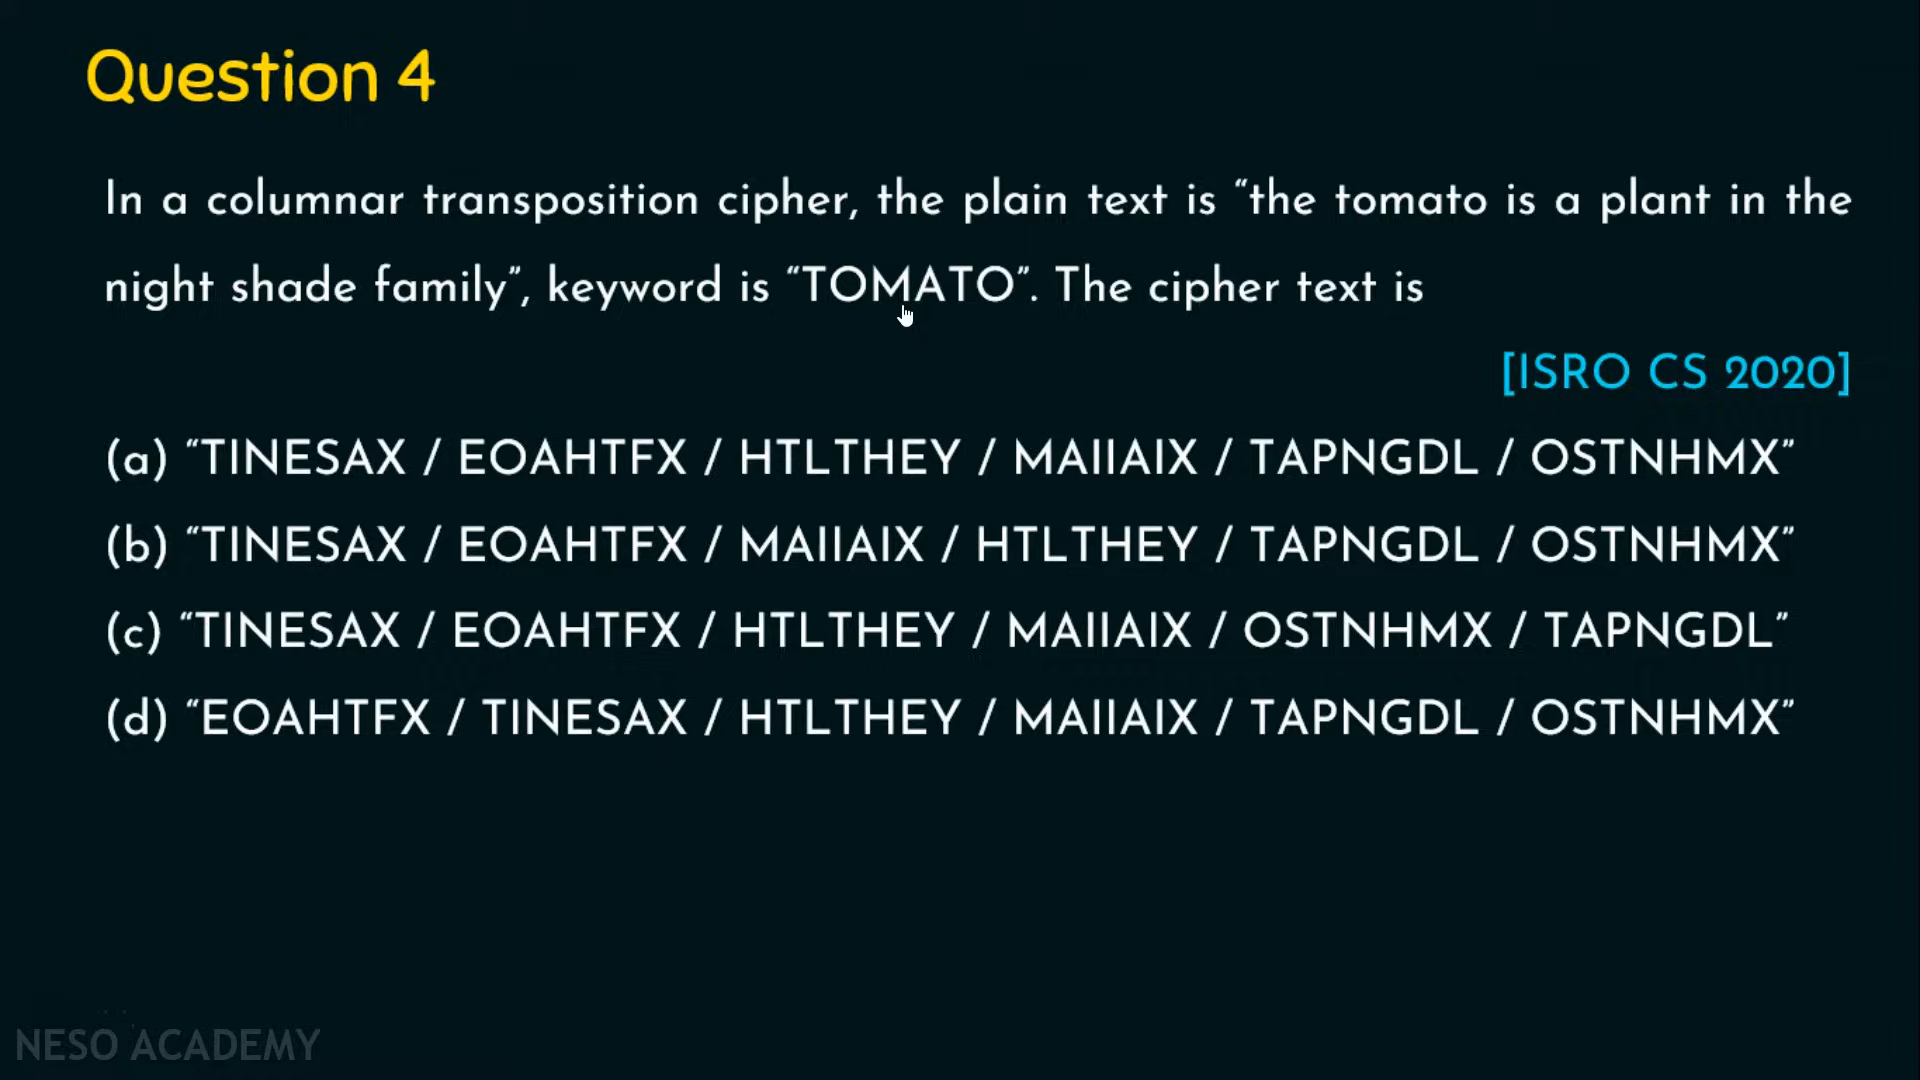 Question 4
In a columnar transposition cipher, the plain text is “the tomato is a plant in the
night shade family”, keyword is “TOMATO”. The cipher text is
[ISRO CS 2020]
(a) “TINESAX / EOAHTFX / HTLTHEY / MAIIAIX / TAPNGDL / OSTNHMX”
(b) “TINESAX / EOAHTFX / MAIIAIX / HTLTHEY / TAPNGDL / OSTNHMX”
(c) “TINESAX / EOAHTFX / HTLTHEY / MAIIAIX / OSTNHMX / TAPNGDL”
(d) “EOAHTFX / TINESAX / HTLTHEY / MAIIAIX / TAPNGDL / OSTNHMX”
NESO ACADEMY